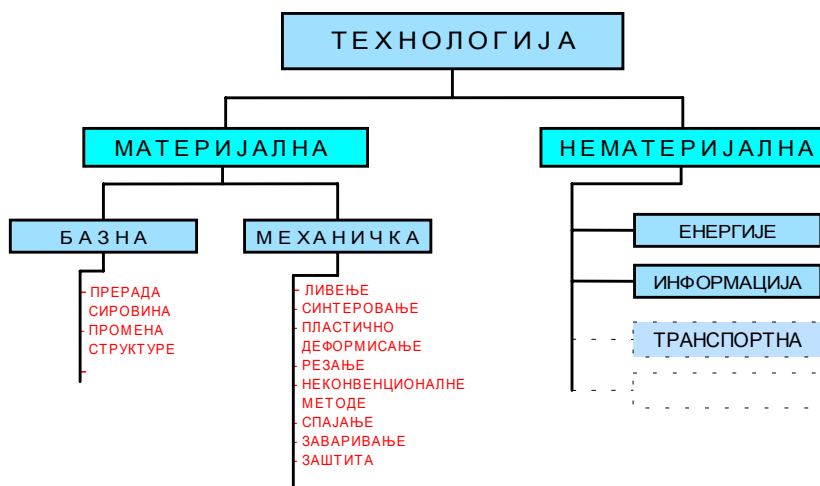 ТЕХНОЛОГИЈА
МАТЕРИЈАЛНА
НЕМАТЕРИЈАЛНА
БАЗНА
МЕХАНИЧКА
ЕНЕРГИЈЕ
ИНФОРМАЦИЈА
ТРАНСПОРТНА
- ПРЕРАДА
СИРОВИНА
- ПРОМЕНА
СТРУКТУРЕ
-
- ЛИВЕЊЕ
- СИНТЕРОВАЊЕ
- ПЛАСТИЧНО
ДЕФОРМИСАЊЕ
- РЕЗАЊЕ
- НЕКОНВЕНЦИОНАЛНЕ
МЕТОДЕ
- СПАЈАЊЕ
- ЗАВАРИВАЊЕ
- ЗАШТИТА